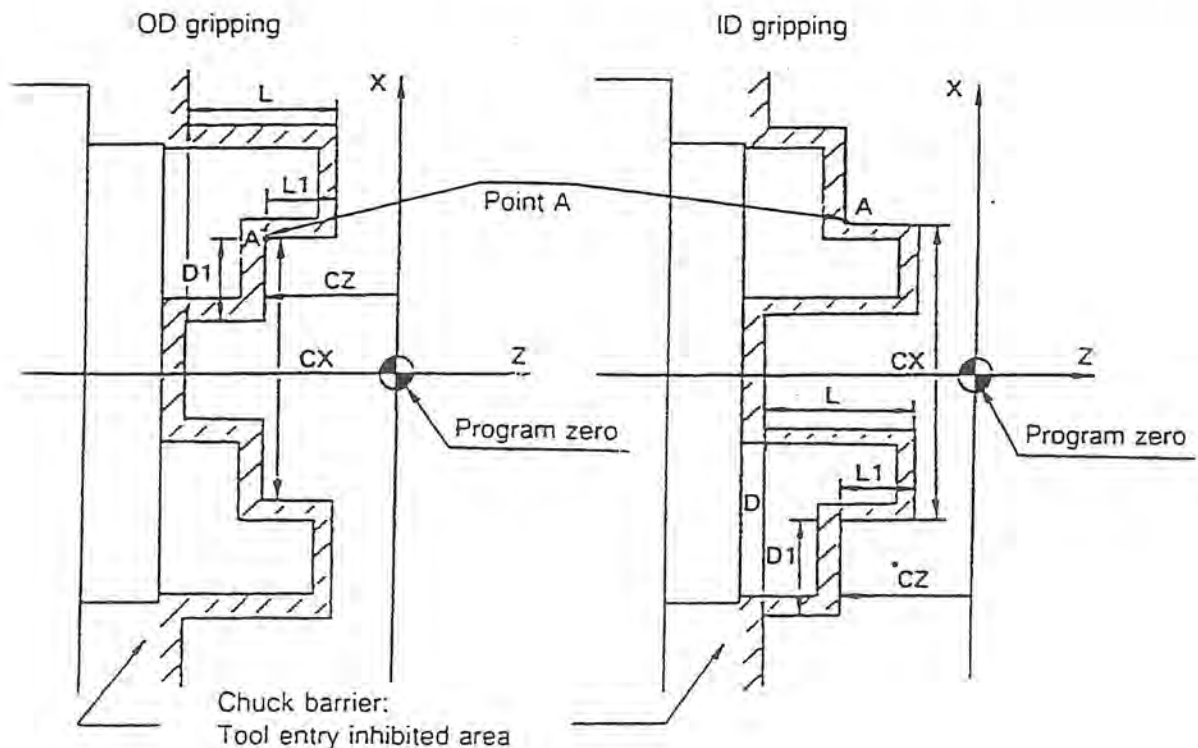 OD gripping
ID gripping
X
L
L1
Point A
A
D1
CZ
CX
Z
Program zero
X
A
CX
Z
L
Program zero
L1
D
D1
CZ
Chuck barrier:
Tool entry inhibited area